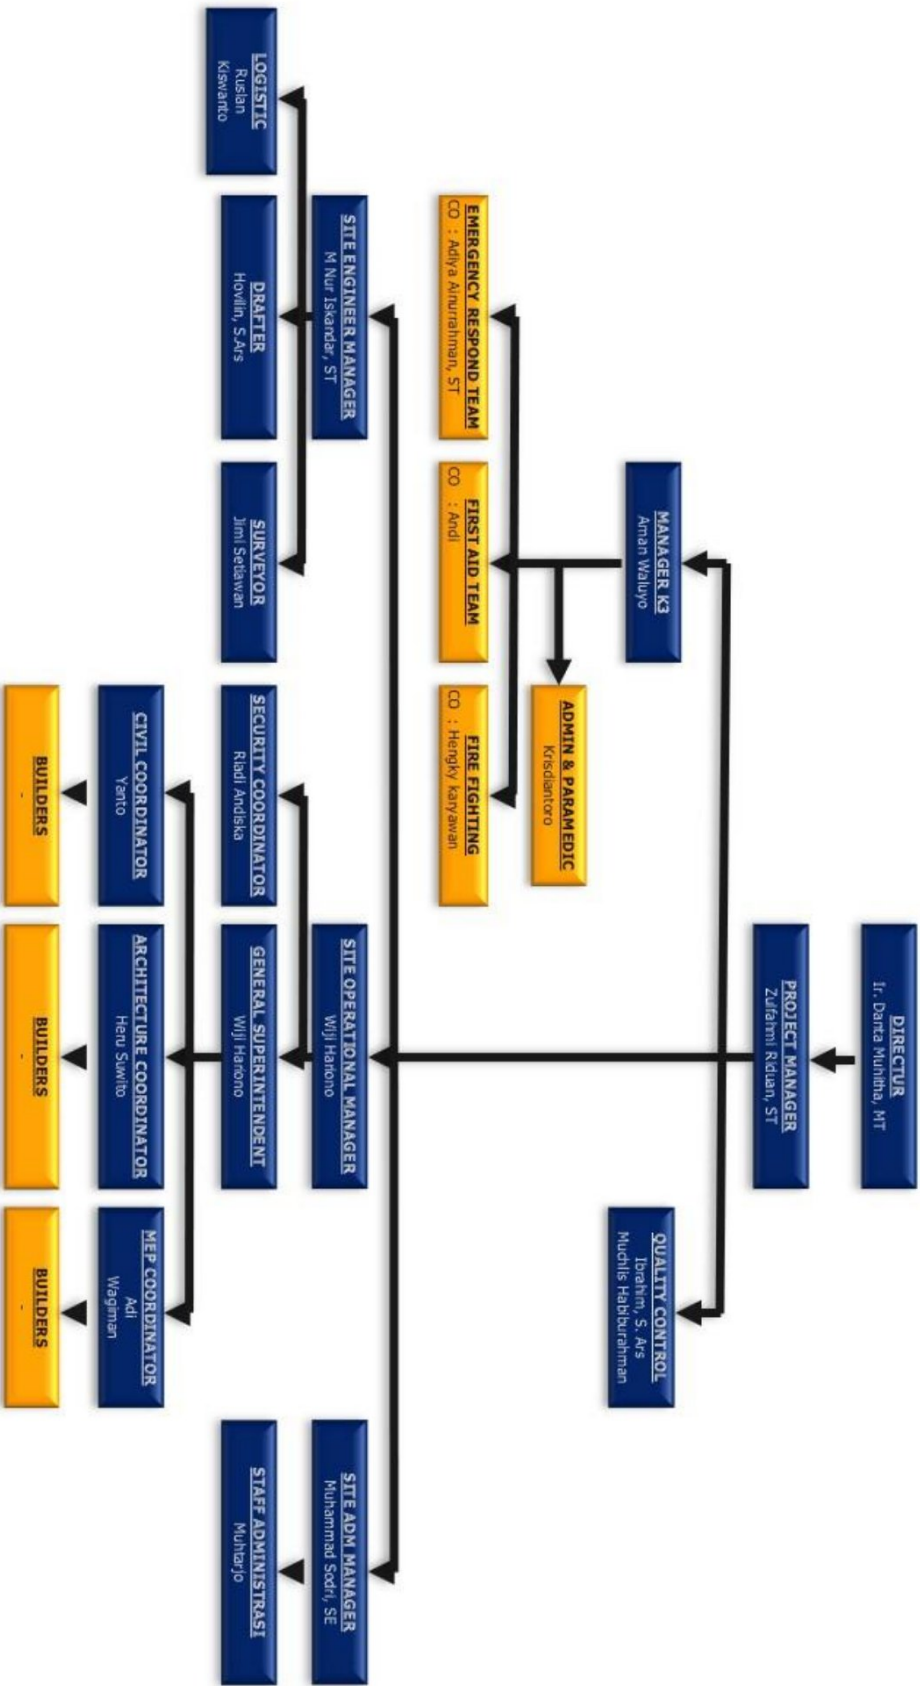 DIRECTUR
Ir. Danta Muhitha, MT
PROJECT MANAGER
Zulfahmi Riduan, ST
MANAGER K3
Aman Waluyo
QUALITY CONTROL
Ibrahim, S. Ars
Muchlis Habiburahman
ADMIN & PARAMEDIC
Krisdiantoro
EMERGENCY RESPOND TEAM
CO : Adiya Ainurrahman, ST
FIRST AID TEAM
CO : Andi
FIRE FIGHTING
CO : Hengky Karyawan
SITE ENGINEER MANAGER
M Nur Iskandar, ST
SITE OPERATIONAL MANAGER
Wiji Hariono
SITE ADM MANAGER
Muhammad Sodri, SE
LOGISTIC
Ruslan
Kiswanto
DRAFTER
Hovilin, S.Ars
SURVEYOR
Jimi Setiawan
SECURITY COORDINATOR
Riadi Andiska
GENERAL SUPERINTENDENT
Wiji Hariono
STAFF ADMINISTRASI
Muhtarjo
CIVIL COORDINATOR
Yanto
ARCHITECTURE COORDINATOR
Heru Suwito
MEP COORDINATOR
Adi
Wagiman
BUILDERS
-
BUILDERS
-
BUILDERS
-